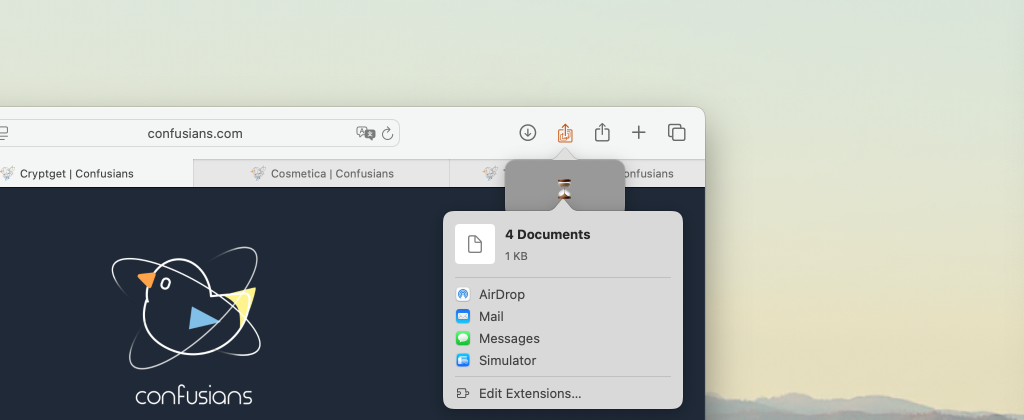 confusians.com
Cryptget | Confusians
Cosmetica | Confusians
onfusians
4 Documents
1 KB
AirDrop
Mail
Messages
Simulator
Edit Extensions...
confusians